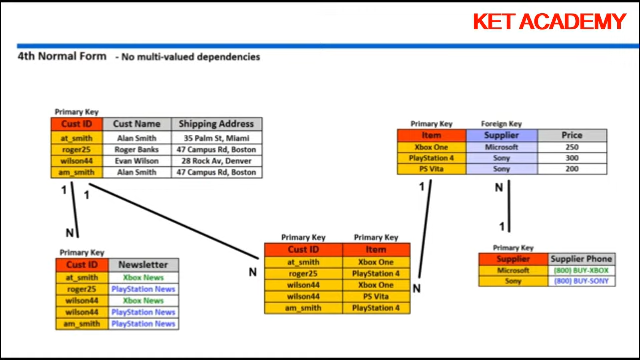 KET ACADEMY
4th Normal Form - No multi-valued dependencies
Primary Key
Cust ID Cust Name Shipping Address
at_smith Alan Smith 35 Palm St, Miami
roger25 Roger Banks 47 Campus Rd, Boston
wilson44 Evan Wilson 28 Rock Av, Denver
am_smith Alan Smith 47 Campus Rd, Boston
1 1
N
Primary Key
Cust ID Newsletter
at_smith Xbox News
roger25 PlayStation News
wilson44 Xbox News
wilson44 PlayStation News
am_smith PlayStation News
N
Primary Key Primary Key
Cust ID Item
at_smith Xbox One
roger25 PlayStation 4
wilson44 Xbox One
wilson44 PS Vita
am_smith PlayStation 4
Primary Key Foreign Key
Item Supplier Price
Xbox One Microsoft 250
PlayStation 4 Sony 300
PS Vita Sony 200
1 N
N 1
Primary Key
Supplier Supplier Phone
Microsoft (800) BUY-XBOX
Sony (800) BUY-SONY